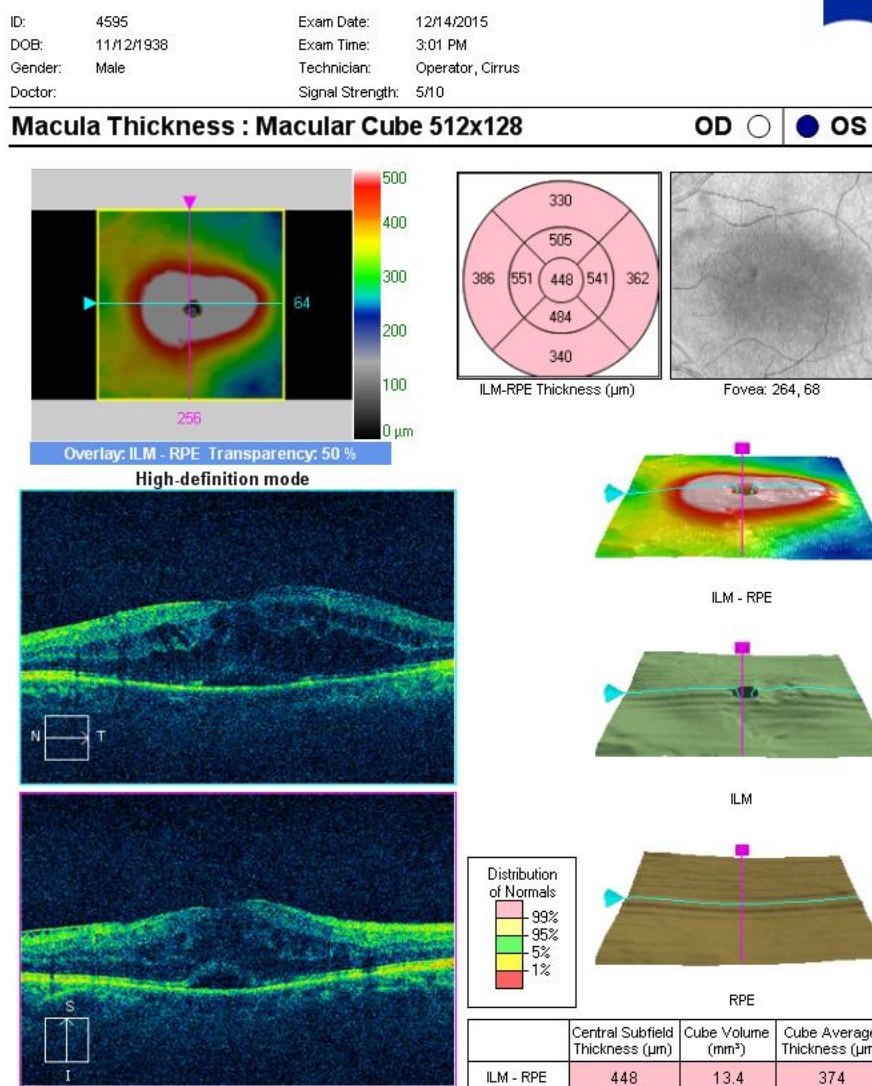 ID: 4595 Exam Date: 12/14/2015
DOB: 11/12/1938 Exam Time: 3:01 PM
Gender: Male Technician: Operator, Cirrus
Doctor: Signal Strength: 5/10
Macula Thickness : Macular Cube 512x128 OD OS
500
400
300
200
100
0 µm
64
256
Overlay: ILM - RPE Transparency: 50 %
330
505
386 551 448 541 362
484
340
ILM-RPE Thickness (µm)
Fovea: 264, 68
High-definition mode
N T
S
I
ILM - RPE
ILM
RPE
Distribution
of Normals
99%
95%
5%
1%
Central Subfield Thickness (µm) Cube Volume (mm³) Cube Average Thickness (µm
ILM - RPE 448 13.4 374